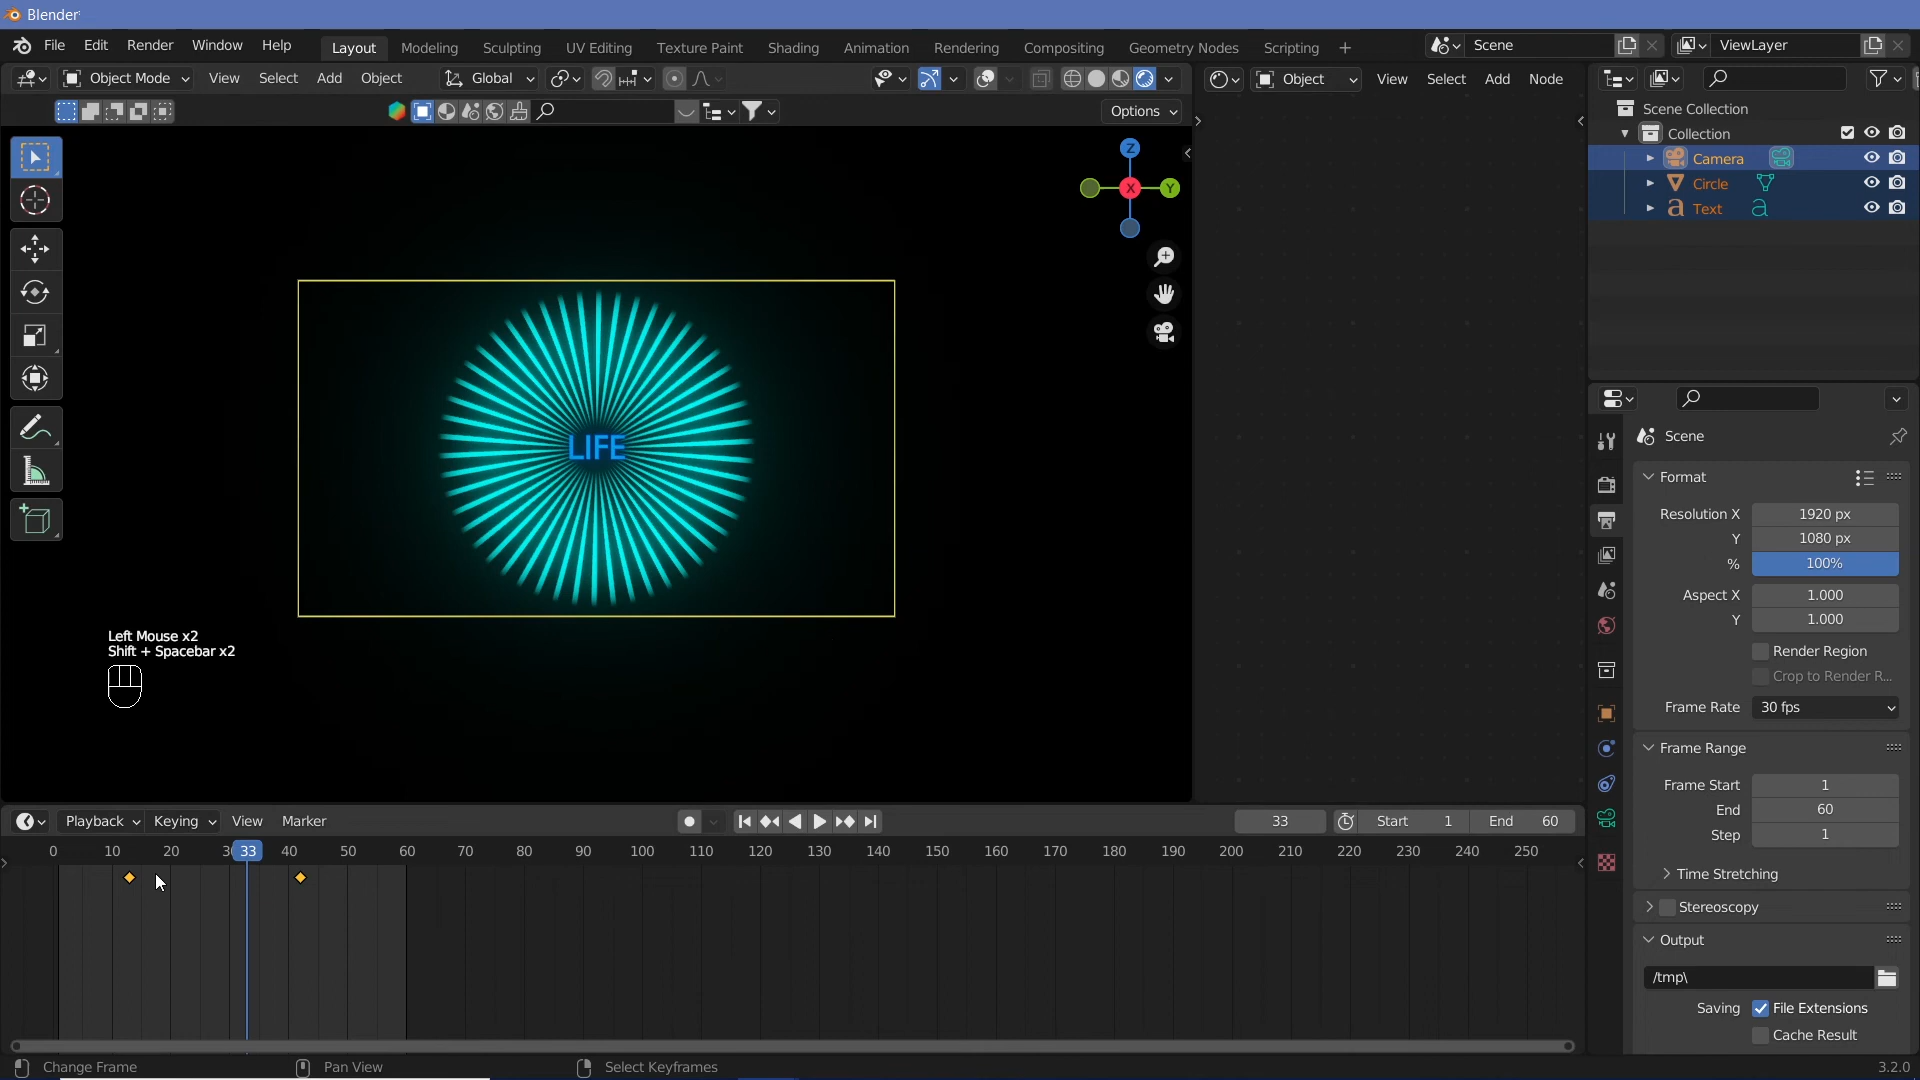 Blender
File Edit Render Window Help
Layout Modeling Sculpting UV Editing Texture Paint Shading Animation Rendering Compositing Geometry Nodes Scripting +
Scene
ViewLayer
Object Mode View Select Add Object
Global
Object View Select Add Node
Options
Scene Collection
Collection
Camera
Circle
Text
Z
X
Y
LIFE
Left Mouse x2
Shift + Spacebar x2
Scene
Format
Resolution X 1920 px
Y 1080 px
% 100%
Aspect X 1.000
Y 1.000
Render Region
Crop to Render R...
Frame Rate 30 fps
Frame Range
Frame Start 1
End 60
Step 1
Time Stretching
Stereoscopy
Output
/tmp\
Saving File Extensions
Cache Result
Playback Keying View Marker
33 Start 1 End 60
0 10 20 33 40 50 60 70 80 90 100 110 120 130 140 150 160 170 180 190 200 210 220 230 240 250
Change Frame Pan View Select Keyframes
3.2.0